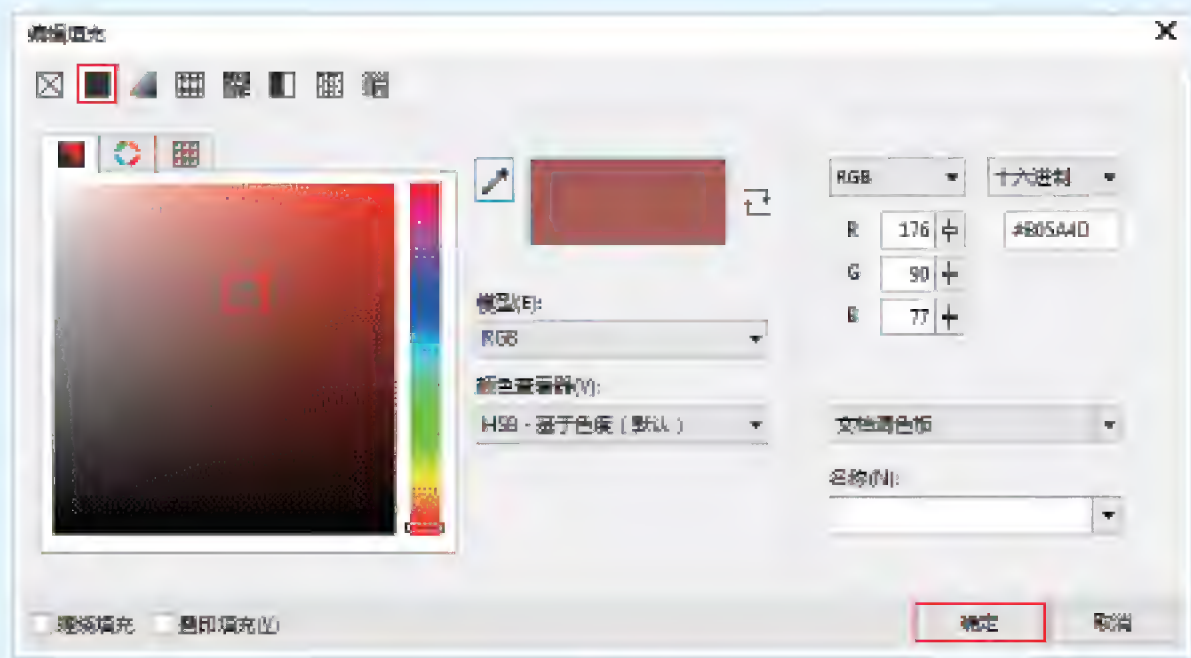 编辑填充
RGB
十六进制
R 176
#B05A4D
G 90
B 77
模型(E):
RGB
颜色查看器(V):
HSB - 基于色度（默认）
文档调色板
名称(N):
缠绕填充
叠印填充(V)
确定
取消